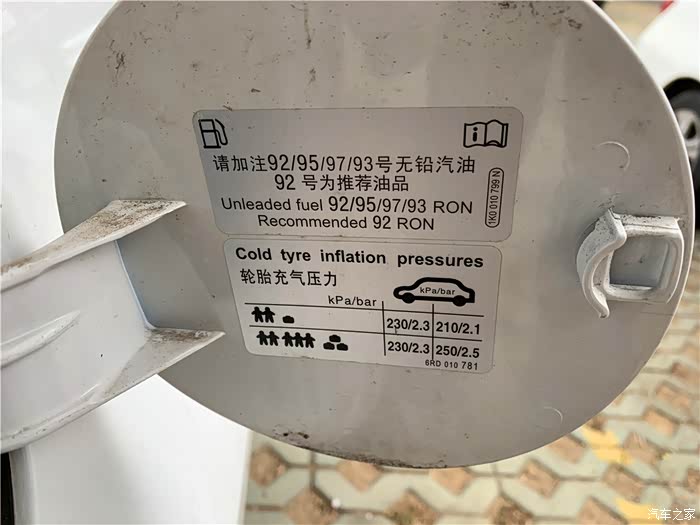 请加注92/95/97/93号无铅汽油
92 号为推荐油品
Unleaded fuel 92/95/97/93 RON
Recommended 92 RON
1K0 010 799 N
Cold tyre inflation pressures
轮胎充气压力
kPa/bar
kPa/bar
230/2.3 210/2.1
230/2.3 250/2.5
6RD 010 781
汽车之家